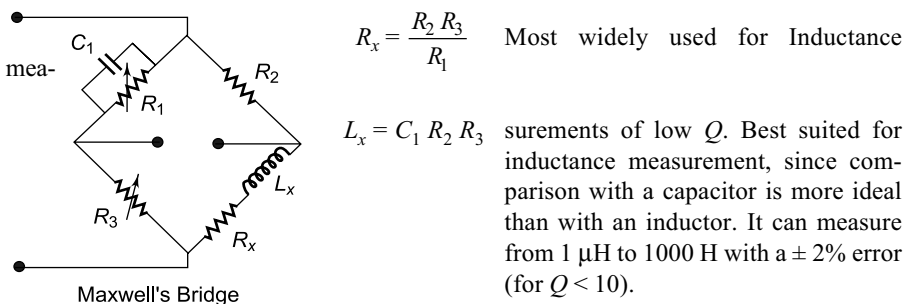 C₁
R₁
R₂
R₃
Lₓ
Rₓ
Maxwell's Bridge
Rₓ = R₂ R₃ / R₁
Most widely used for Inductance
mea-
Lₓ = C₁ R₂ R₃
surements of low Q. Best suited for
inductance measurement, since com-
parison with a capacitor is more ideal
than with an inductor. It can measure
from 1 μH to 1000 H with a ± 2% error
(for Q < 10).